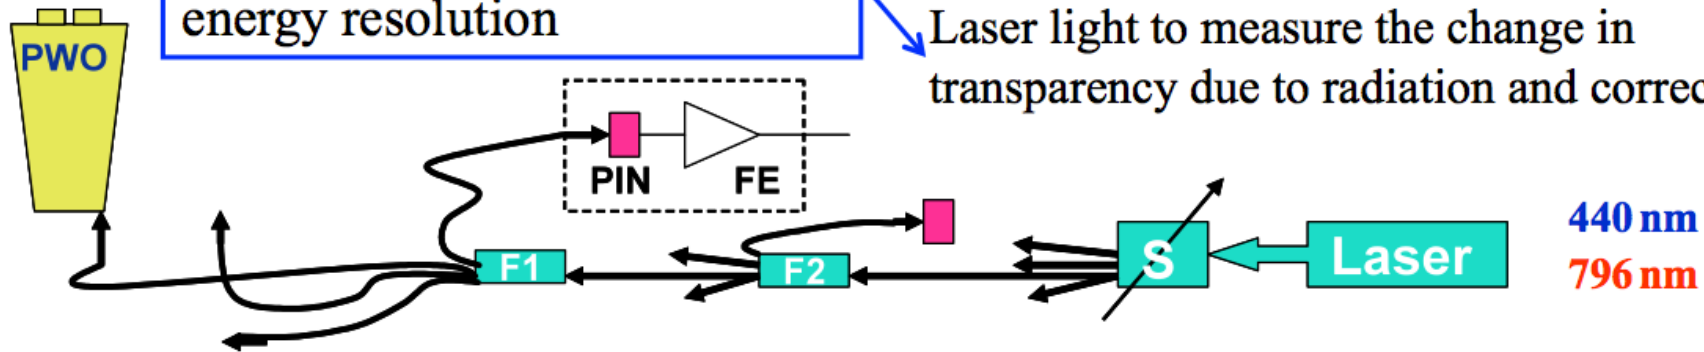 energy resolution
Laser light to measure the change in
transparency due to radiation and correc
PWO
PIN
FE
F1
F2
S
Laser
440 nm
796 nm